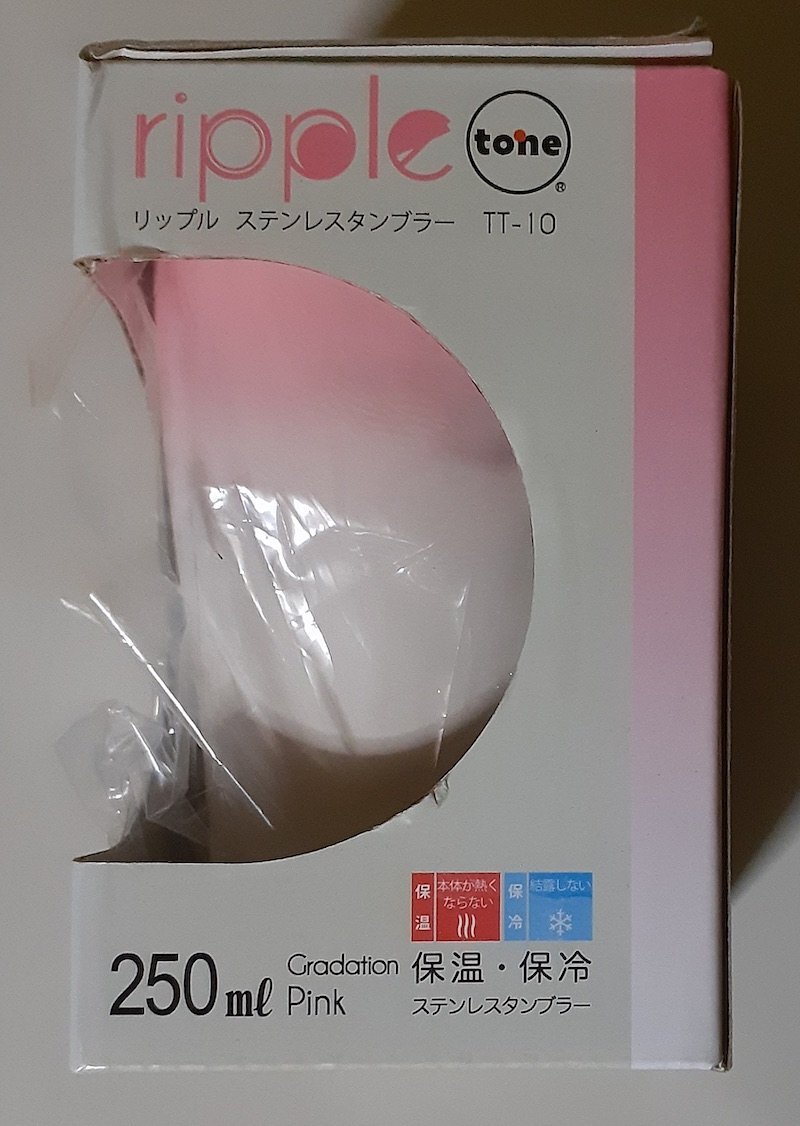 ripple
tone
®
リップル ステンレスタンブラー TT-10
保温
本体が熱く
ならない
保冷
結露しない
250ml
Gradation
Pink
保温・保冷
ステンレスタンブラー